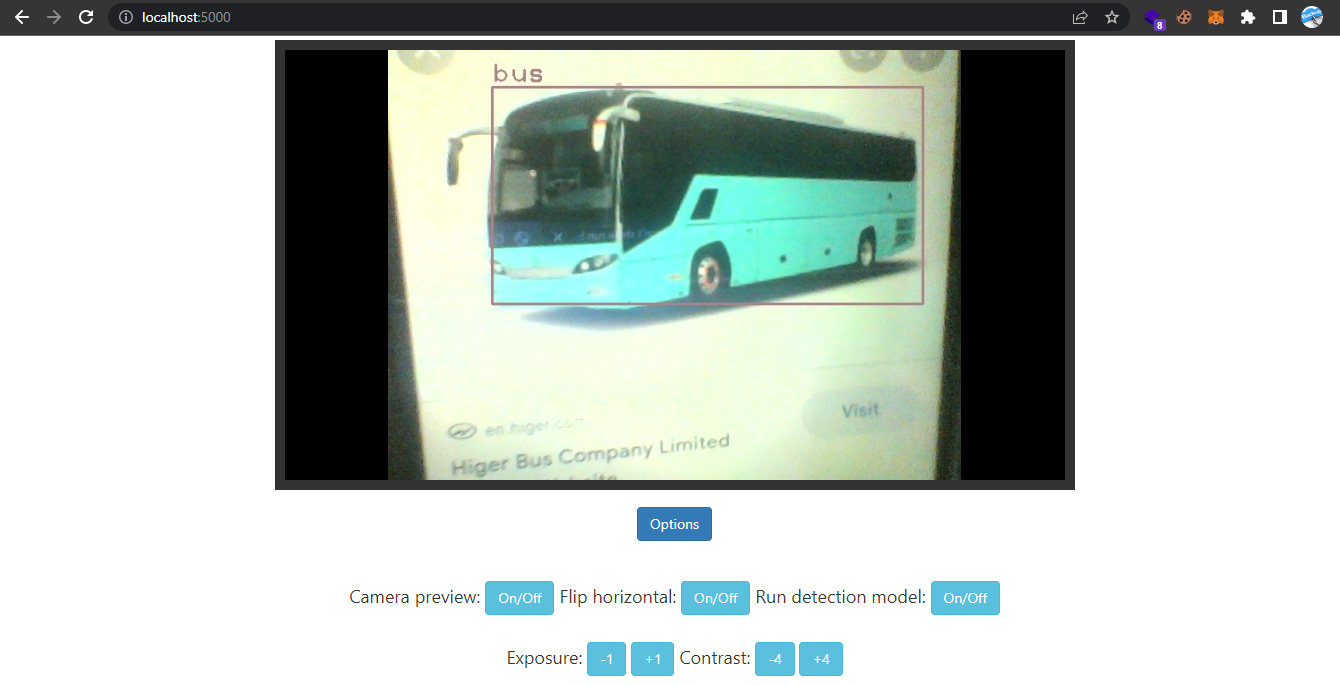 localhost:5000
8
bus
Visit
en.higer.com
Higer Bus Company Limited
Options
Camera preview: On/Off Flip horizontal: On/Off Run detection model: On/Off
Exposure: -1 +1 Contrast: -4 +4